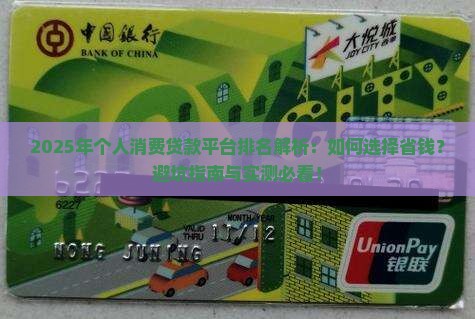 中国银行
BANK OF CHINA
大悦城
JOY CITY
2025年个人消费贷款平台排名解析：如何选择省钱？
避坑指南与实测必看！
6227
VALID
THRU
MONTH/YEAR
11/12
UnionPay
银联